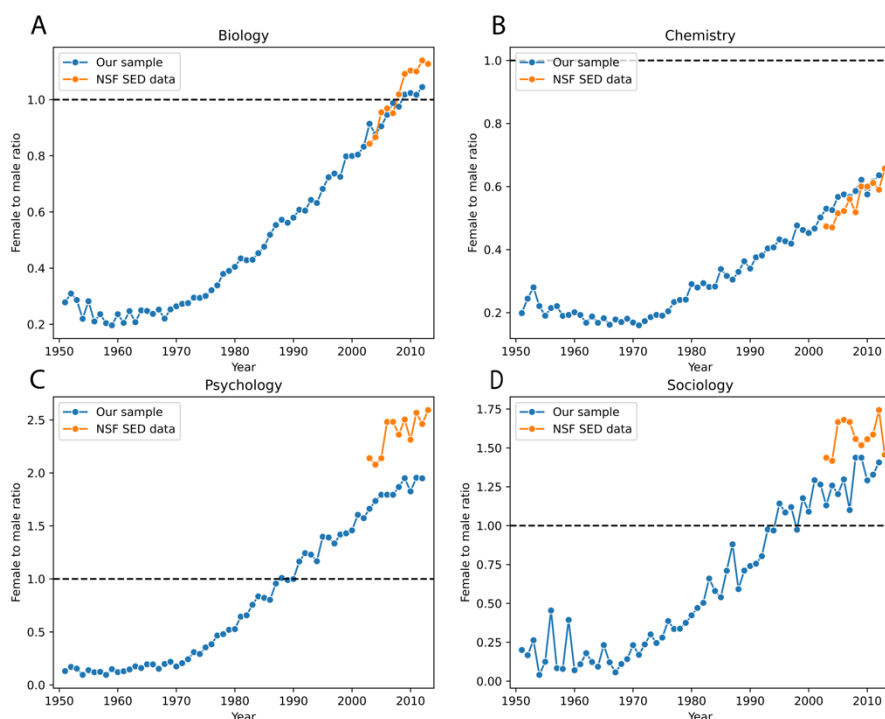 A
Biology
Our sample
NSF SED data
Female to male ratio
1.0
0.8
0.6
0.4
0.2
1950 1960 1970 1980 1990 2000 2010
Year
B
Chemistry
Our sample
NSF SED data
Female to male ratio
1.0
0.8
0.6
0.4
0.2
1950 1960 1970 1980 1990 2000 2010
Year
C
Psychology
Our sample
NSF SED data
Female to male ratio
2.5
2.0
1.5
1.0
0.5
0.0
1950 1960 1970 1980 1990 2000 2010
Year
D
Sociology
Our sample
NSF SED data
Female to male ratio
1.75
1.50
1.25
1.00
0.75
0.50
0.25
0.00
1950 1960 1970 1980 1990 2000 2010
Year